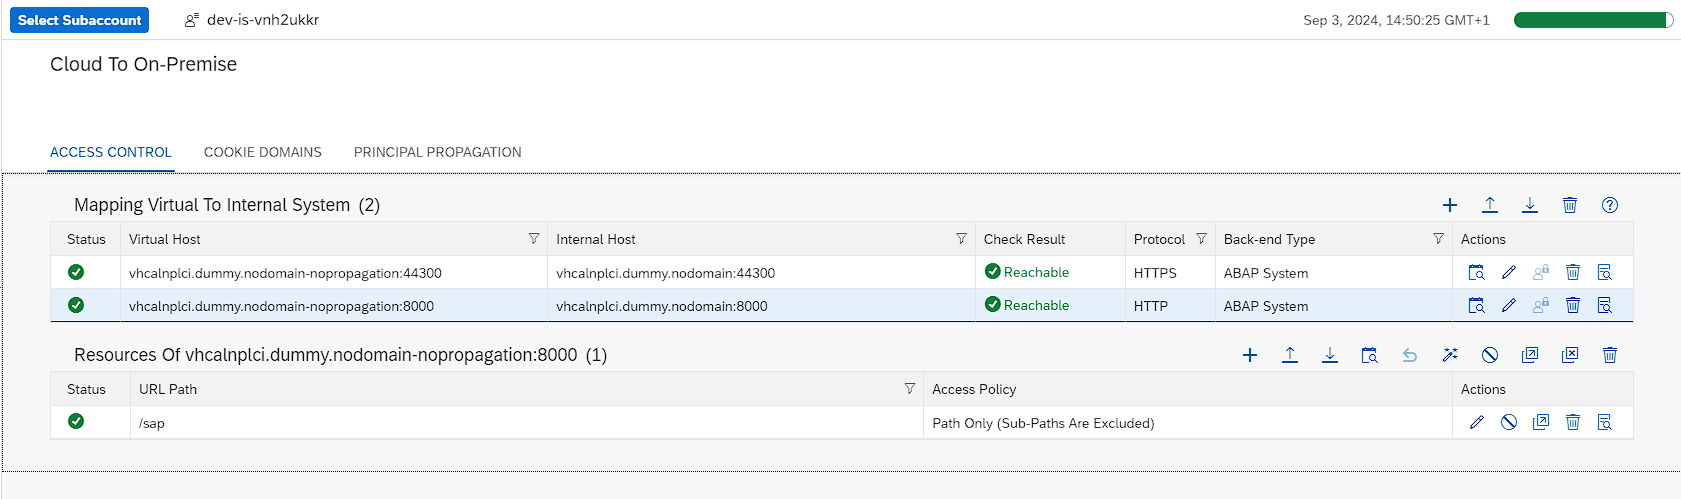 Select Subaccount dev-is-vnh2ukkr Sep 3, 2024, 14:50:25 GMT+1
Cloud To On-Premise
ACCESS CONTROL COOKIE DOMAINS PRINCIPAL PROPAGATION
Mapping Virtual To Internal System (2)
Status Virtual Host Internal Host Check Result Protocol Back-end Type Actions
vhcalnplci.dummy.nodomain-nopropagation:44300 vhcalnplci.dummy.nodomain:44300 Reachable HTTPS ABAP System
vhcalnplci.dummy.nodomain-nopropagation:8000 vhcalnplci.dummy.nodomain:8000 Reachable HTTP ABAP System
Resources Of vhcalnplci.dummy.nodomain-nopropagation:8000 (1)
Status URL Path Access Policy Actions
/sap Path Only (Sub-Paths Are Excluded)